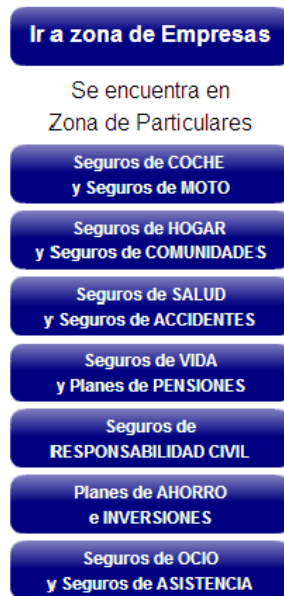 Ir a zona de Empresas
Se encuentra en
Zona de Particulares
Seguros de COCHE
y Seguros de MOTO
Seguros de HOGAR
y Seguros de COMUNIDADES
Seguros de SALUD
y Seguros de ACCIDENTES
Seguros de VIDA
y Planes de PENSIONES
Seguros de
RESPONSABILIDAD CIVIL
Planes de AHORRO
e INVERSIONES
Seguros de OCIO
y Seguros de ASISTENCIA